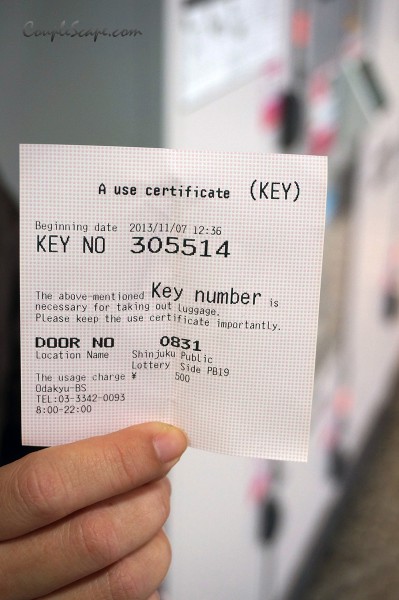 CoupliScape.com
A use certificate (KEY)
Beginning date 2013/11/07 12:36
KEY NO 305514
The above-mentioned Key number is
necessary for taking out luggage.
Please keep the use certificate importantly.
DOOR NO 0831
Location Name Shinjuku Public
Lottery Side PB19
The usage charge ¥ 500
Odakyu-BS
TEL:03-3342-0093
8:00-22:00